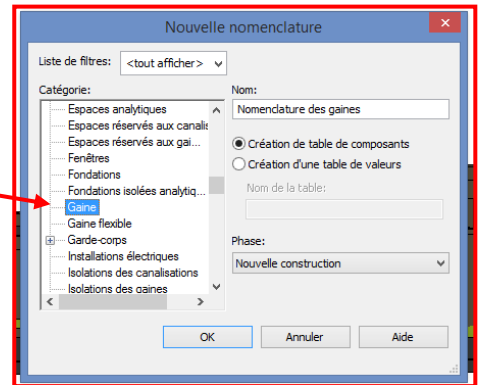 Nouvelle nomenclature
Liste de filtres: <tout afficher>
Catégorie:
Espaces analytiques
Espaces réservés aux canalis
Espaces réservés aux gai...
Fenêtres
Fondations
Fondations isolées analytiq...
Gaine
Gaine flexible
Garde-corps
Installations électriques
Isolations des canalisations
Isolations des gaines
Nom:
Nomenclature des gaines
Création de table de composants
Création d'une table de valeurs
Nom de la table:
Phase:
Nouvelle construction
OK Annuler Aide